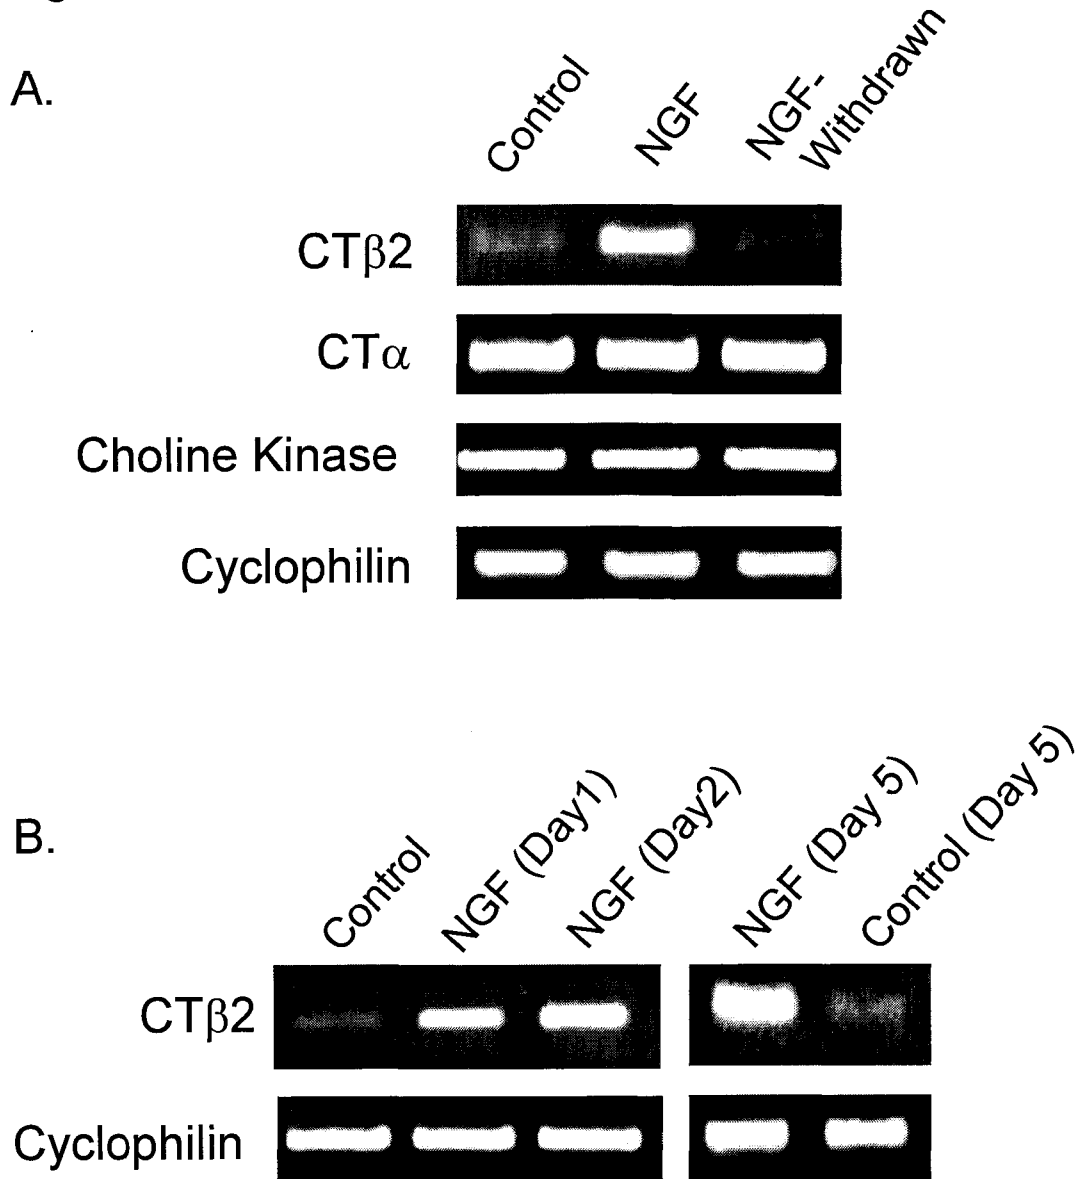 A.
Control
NGF
NGF-
Withdrawn
CTβ2
CTα
Choline Kinase
Cyclophilin
B.
Control
NGF (Day1)
NGF (Day2)
NGF (Day 5)
Control (Day 5)
CTβ2
Cyclophilin